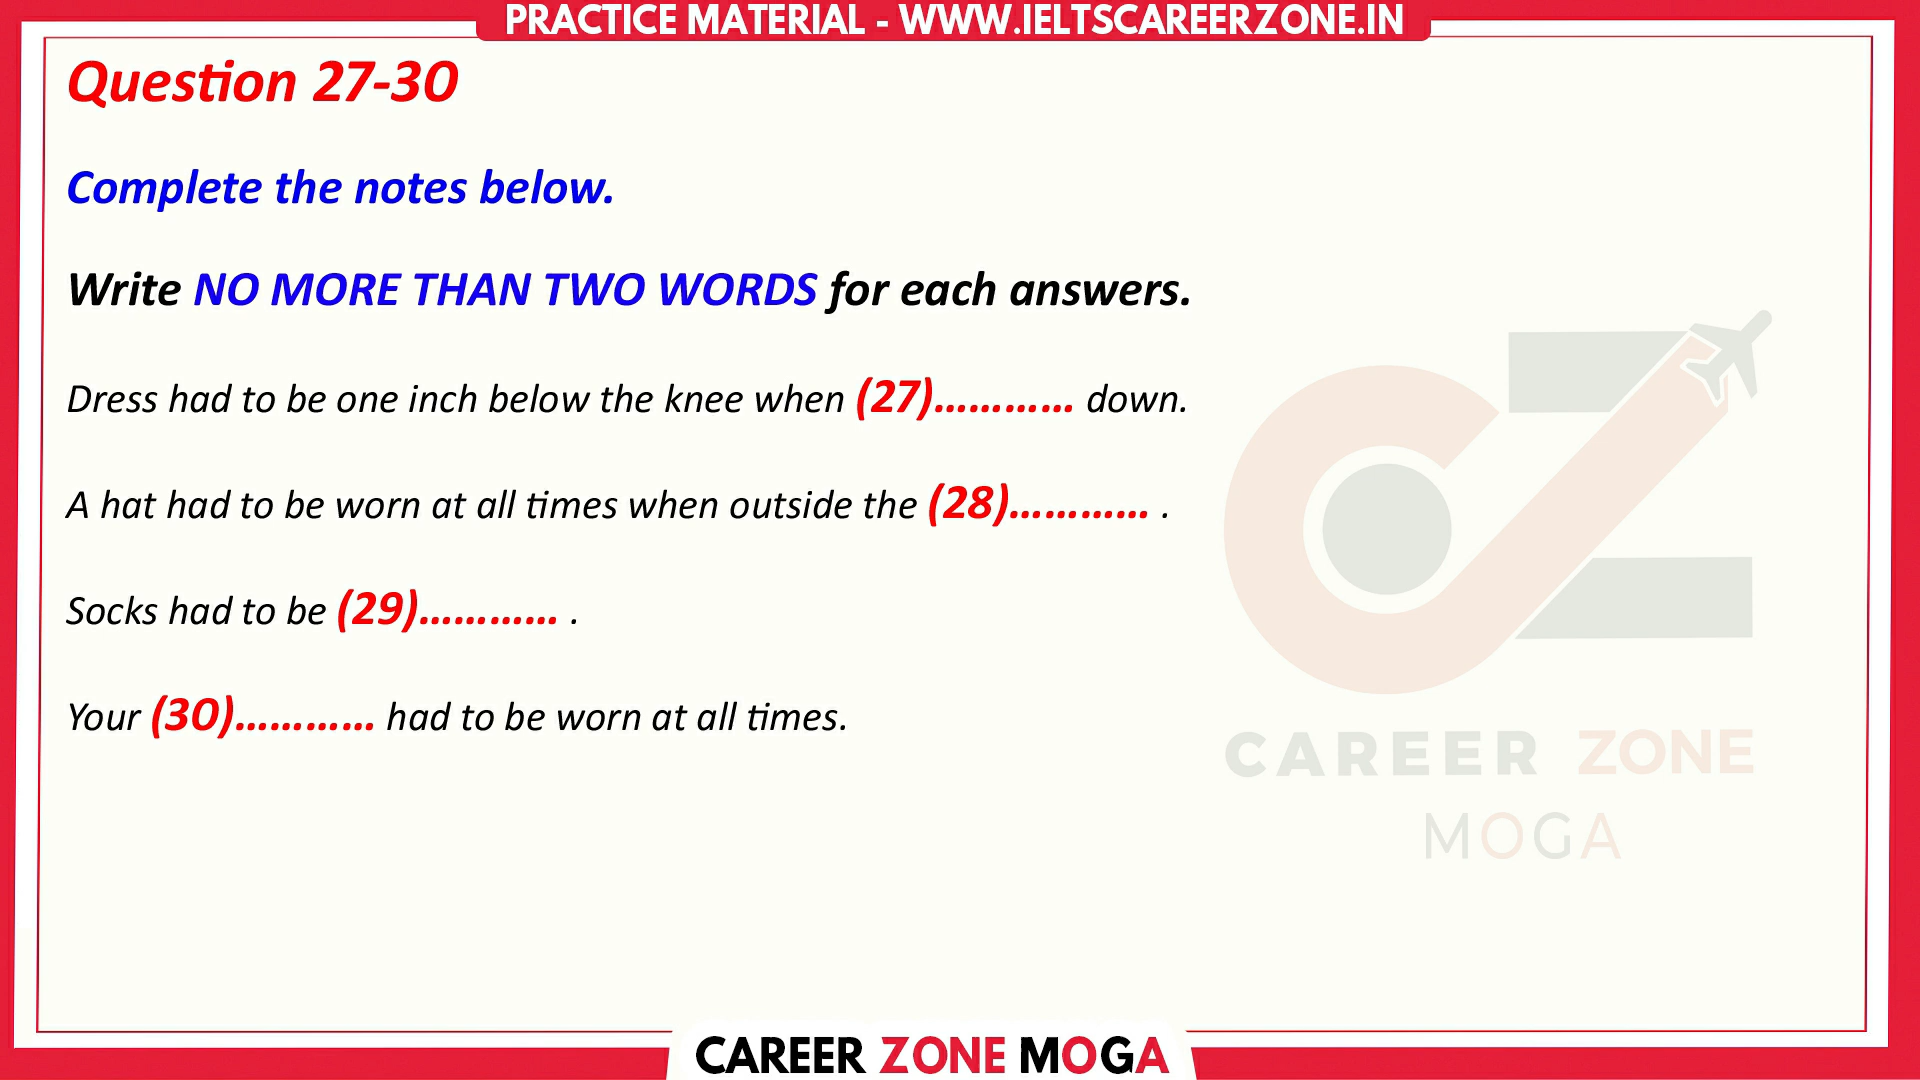 PRACTICE MATERIAL - WWW.IELTSCAREERZONE.IN
Question 27-30
Complete the notes below.
Write NO MORE THAN TWO WORDS for each answers.
Dress had to be one inch below the knee when (27)............ down.
A hat had to be worn at all times when outside the (28)............ .
Socks had to be (29)............ .
Your (30)............ had to be worn at all times.
CAREER ZONE
MOGA
CAREER ZONE MOGA